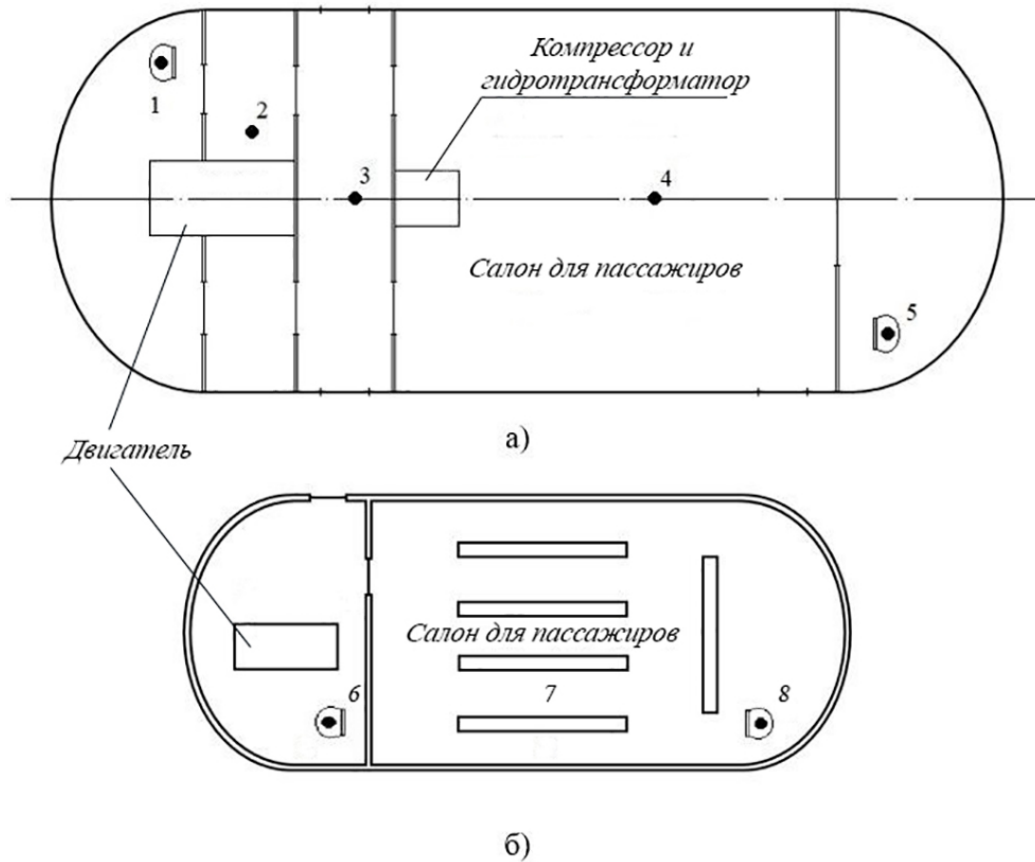 Компрессор и
гидротрансформатор
1
2
3
4
Салон для пассажиров
5
Двигатель
а)
Салон для пассажиров
6
7
8
б)